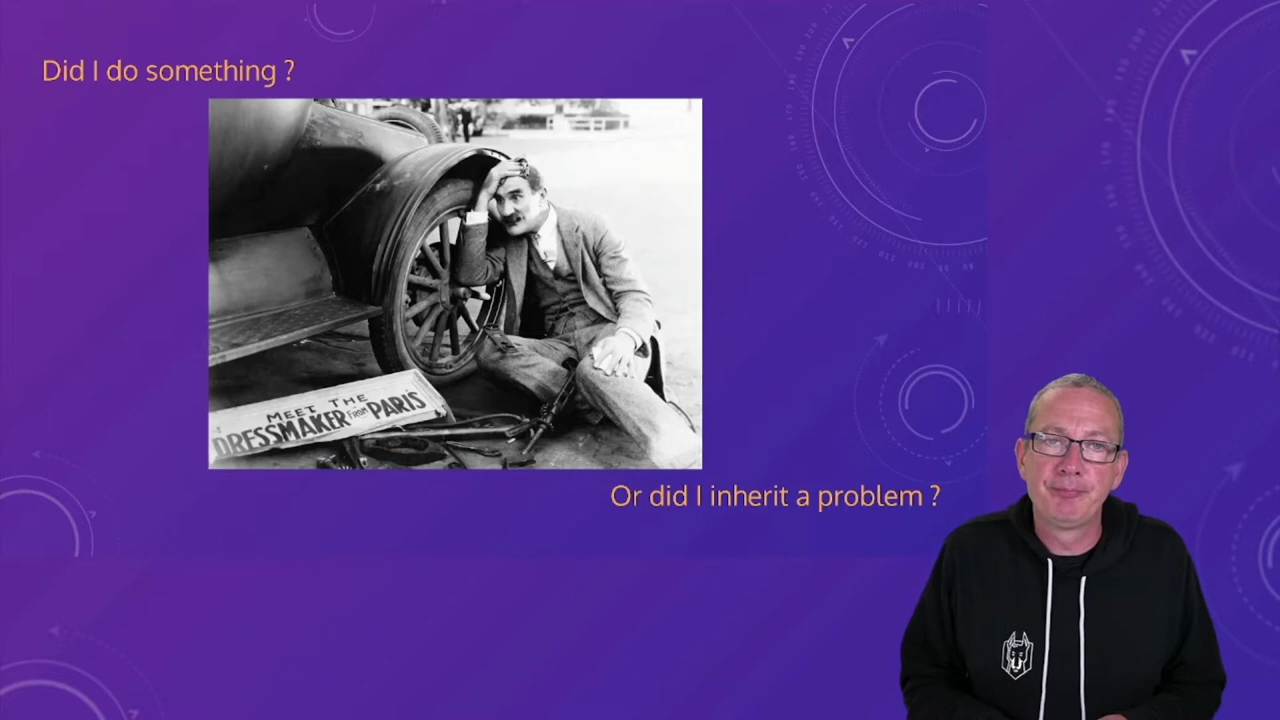 Did I do something ?
MEET THE
DRESSMAKER FROM PARIS
Or did I inherit a problem ?